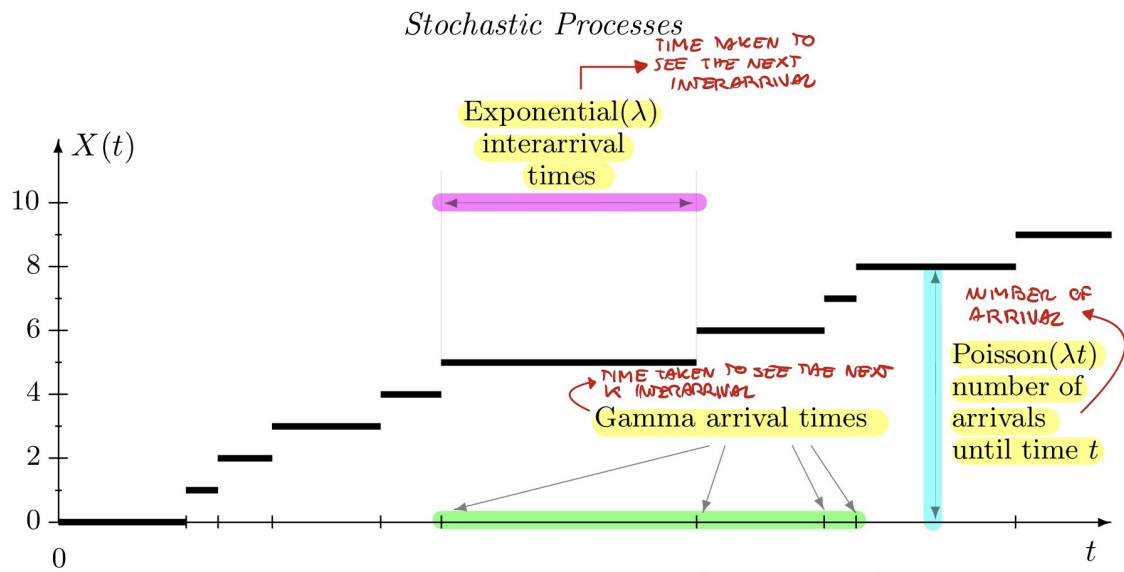 Stochastic Processes
TIME TAKEN TO
SEE THE NEXT
INTERARRIVAL
Exponential(λ)
interarrival
times
X(t)
10
8
6
4
2
0
0
t
NUMBER OF
ARRIVAL
Poisson(λt)
number of
arrivals
until time t
TIME TAKEN TO SEE THE NEXT
K INTERARRIVAL
Gamma arrival times